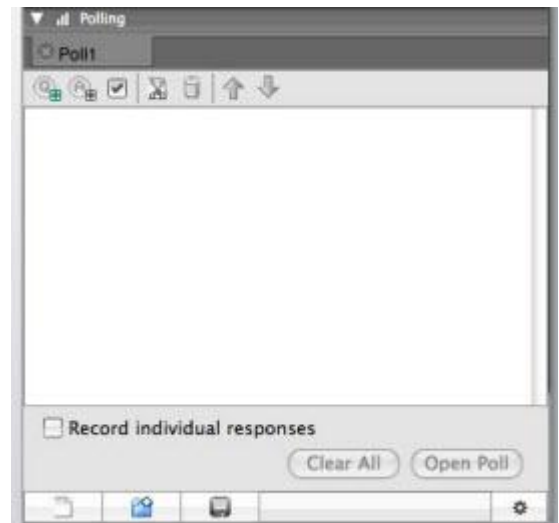 Polling
Poll1
Record individual responses
Clear All
Open Poll